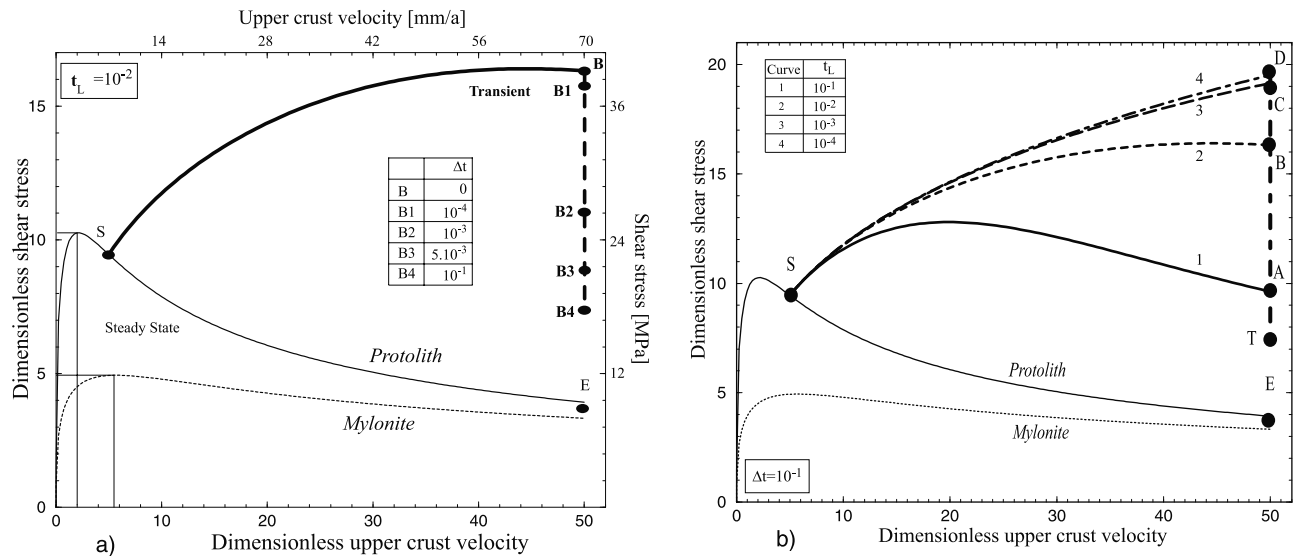 Upper crust velocity [mm/a]
14 28 42 56 70
t_L =10^-2
B
Transient
B1
Δt
B 0
B1 10^-4
B2 10^-3
B3 5.10^-3
B4 10^-1
B2
B3
B4
S
Steady State
Protolith
E
Mylonite
15
10
5
0
Dimensionless shear stress
36
24
12
Shear stress [MPa]
0 10 20 30 40 50
a)
Dimensionless upper crust velocity
20
15
10
5
0
Dimensionless shear stress
Curve t_L
1 10^-1
2 10^-2
3 10^-3
4 10^-4
D
4
3
C
2
B
S
1
A
T
Protolith
E
Mylonite
Δt=10^-1
0 10 20 30 40 50
b)
Dimensionless upper crust velocity